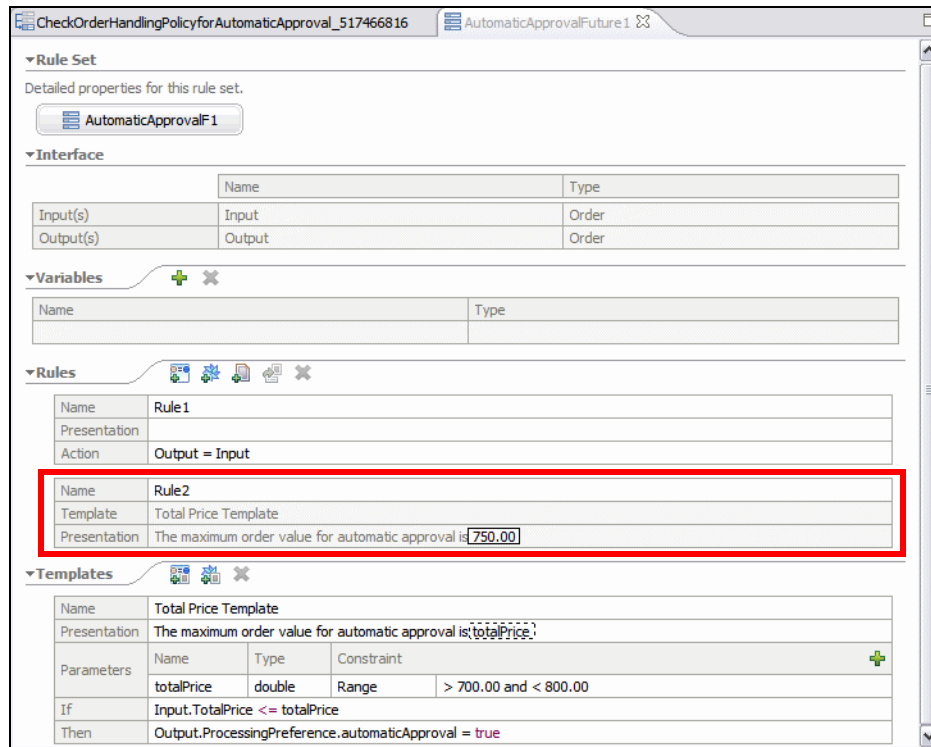 CheckOrderHandlingPolicyforAutomaticApproval_517466816 AutomaticApprovalFuture1
Rule Set
Detailed properties for this rule set.
AutomaticApprovalF1
Interface
Name Type
Input(s) Input Order
Output(s) Output Order
Variables
Name Type
Rules
Name Rule1
Presentation
Action Output = Input
Name Rule2
Template Total Price Template
Presentation The maximum order value for automatic approval is 750.00
Templates
Name Total Price Template
Presentation The maximum order value for automatic approval is totalPrice
Parameters Name Type Constraint
totalPrice double Range > 700.00 and < 800.00
If Input.TotalPrice <= totalPrice
Then Output.ProcessingPreference.automaticApproval = true